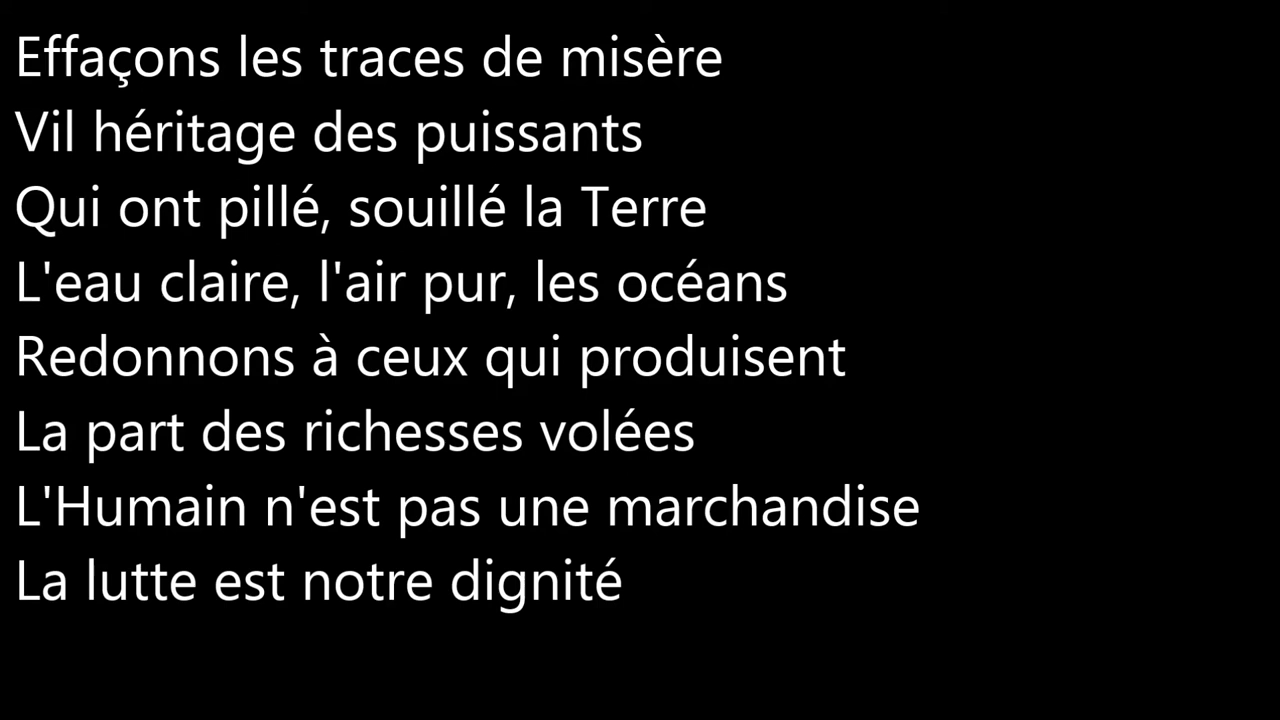 Effaçons les traces de misère
Vil héritage des puissants
Qui ont pillé, souillé la Terre
L'eau claire, l'air pur, les océans
Redonnons à ceux qui produisent
La part des richesses volées
L'Humain n'est pas une marchandise
La lutte est notre dignité